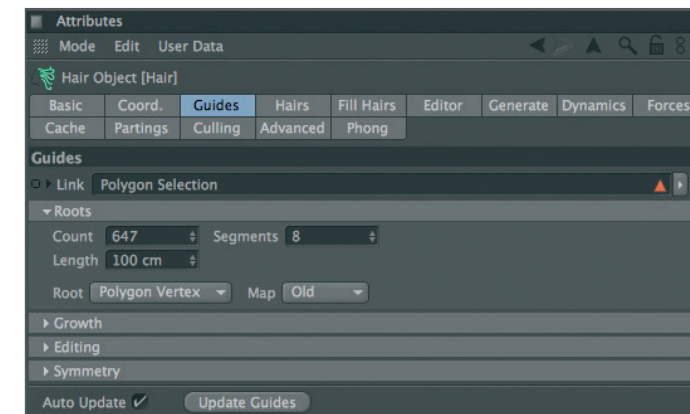 Attributes
Mode Edit User Data
Hair Object [Hair]
Basic Coord. Guides Hairs Fill Hairs Editor Generate Dynamics Forces
Cache Partings Culling Advanced Phong
Guides
Link Polygon Selection
Roots
Count 647 Segments 8
Length 100 cm
Root Polygon Vertex Map Old
Growth
Editing
Symmetry
Auto Update Update Guides